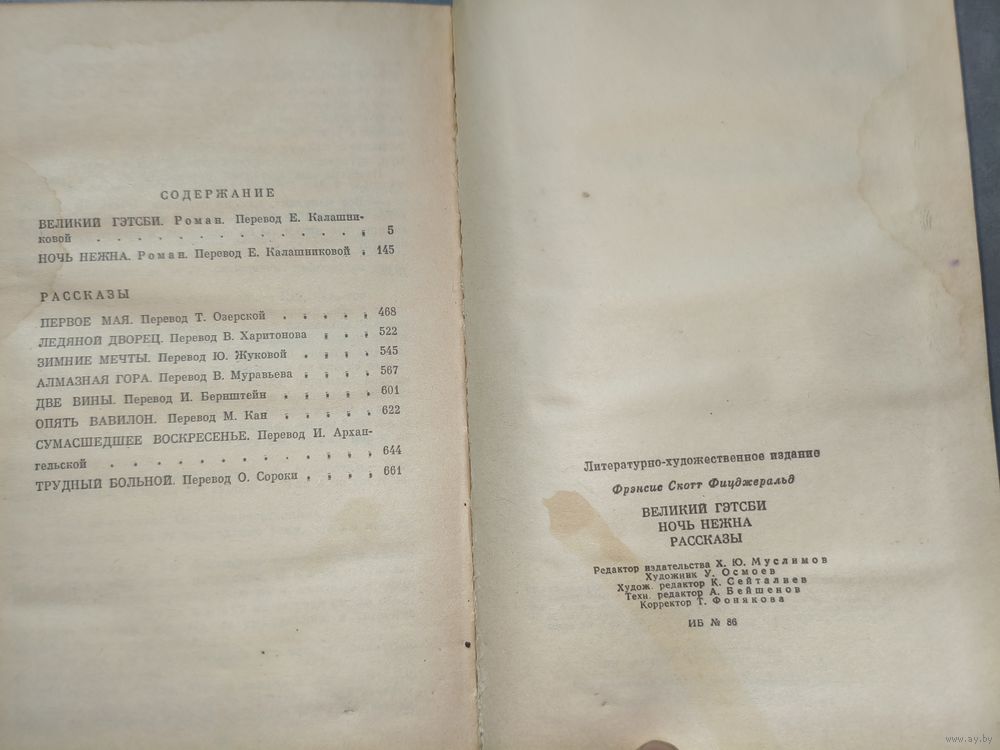 СОДЕРЖАНИЕ
ВЕЛИКИЙ ГЭТСБИ. Роман. Перевод Е. Калашни-
ковой . . . . . . . . . . . . . . 5
НОЧЬ НЕЖНА. Роман. Перевод Е. Калашниковой . 145
РАССКАЗЫ
ПЕРВОЕ МАЯ. Перевод Т. Озерской . . . . . 468
ЛЕДЯНОЙ ДВОРЕЦ. Перевод В. Харитонова . . . . 522
ЗИМНИЕ МЕЧТЫ. Перевод Ю. Жуковой . . . . 545
АЛМАЗНАЯ ГОРА. Перевод В. Муравьева . . . . 567
ДВЕ ВИНЫ. Перевод И. Бернштейн . . . . . 601
ОПЯТЬ ВАВИЛОН. Перевод М. Кан . . . . . 622
СУМАСШЕДШЕЕ ВОСКРЕСЕНЬЕ. Перевод И. Архан-
гельской . . . . . . . . . . . . . 644
ТРУДНЫЙ БОЛЬНОЙ. Перевод О. Сороки . . . . 661
Литературно-художественное издание
Фрэнсис Скотт Фицджеральд
ВЕЛИКИЙ ГЭТСБИ
НОЧЬ НЕЖНА
РАССКАЗЫ
Редактор издательства Х. Ю. Муслимов
Художник У. Осмоев
Худож. редактор К. Сейталиев
Техн. редактор А. Бейшенов
Корректор Т. Фонякова
ИБ № 86
www.ay.by